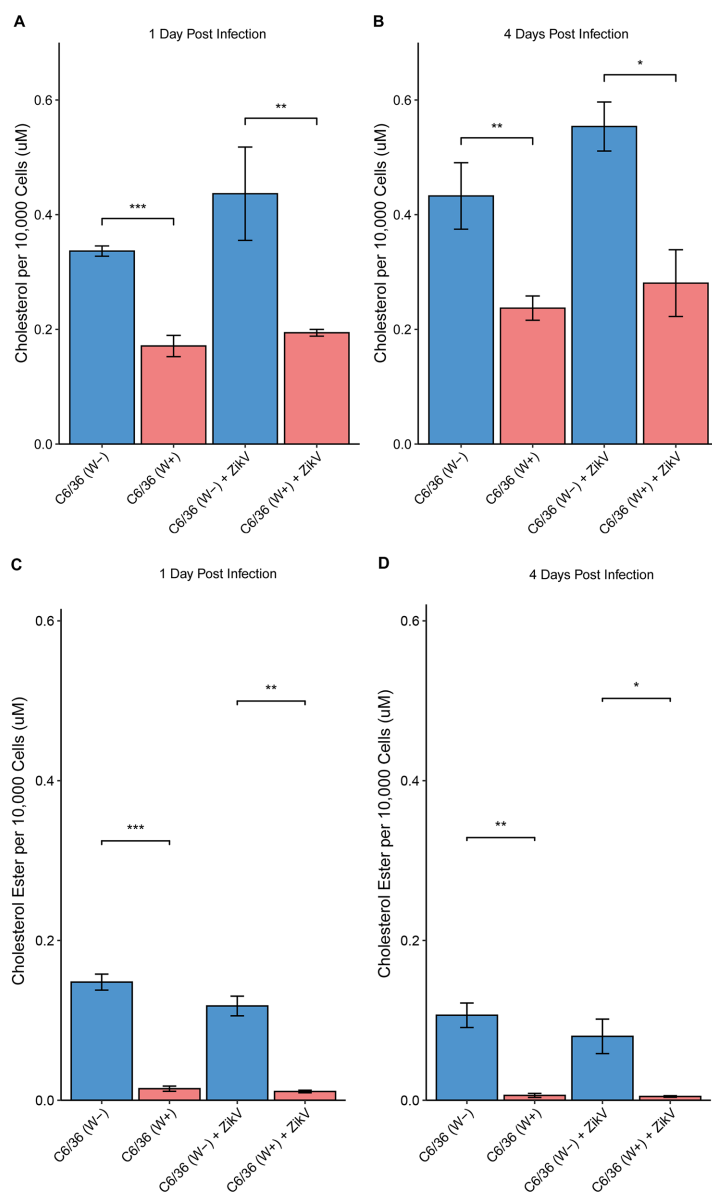 A
1 Day Post Infection
Cholesterol per 10,000 Cells (uM)
0.6
0.4
0.2
0.0
***
**
C6/36 (W−)
C6/36 (W+)
C6/36 (W−) + ZIKV
C6/36 (W+) + ZIKV
B
4 Days Post Infection
Cholesterol per 10,000 Cells (uM)
0.6
0.4
0.2
0.0
**
*
C6/36 (W−)
C6/36 (W+)
C6/36 (W−) + ZIKV
C6/36 (W+) + ZIKV
C
1 Day Post Infection
Cholesterol Ester per 10,000 Cells (uM)
0.6
0.4
0.2
0.0
***
**
C6/36 (W−)
C6/36 (W+)
C6/36 (W−) + ZIKV
C6/36 (W+) + ZIKV
D
4 Days Post Infection
Cholesterol Ester per 10,000 Cells (uM)
0.6
0.4
0.2
0.0
**
*
C6/36 (W−)
C6/36 (W+)
C6/36 (W−) + ZIKV
C6/36 (W+) + ZIKV